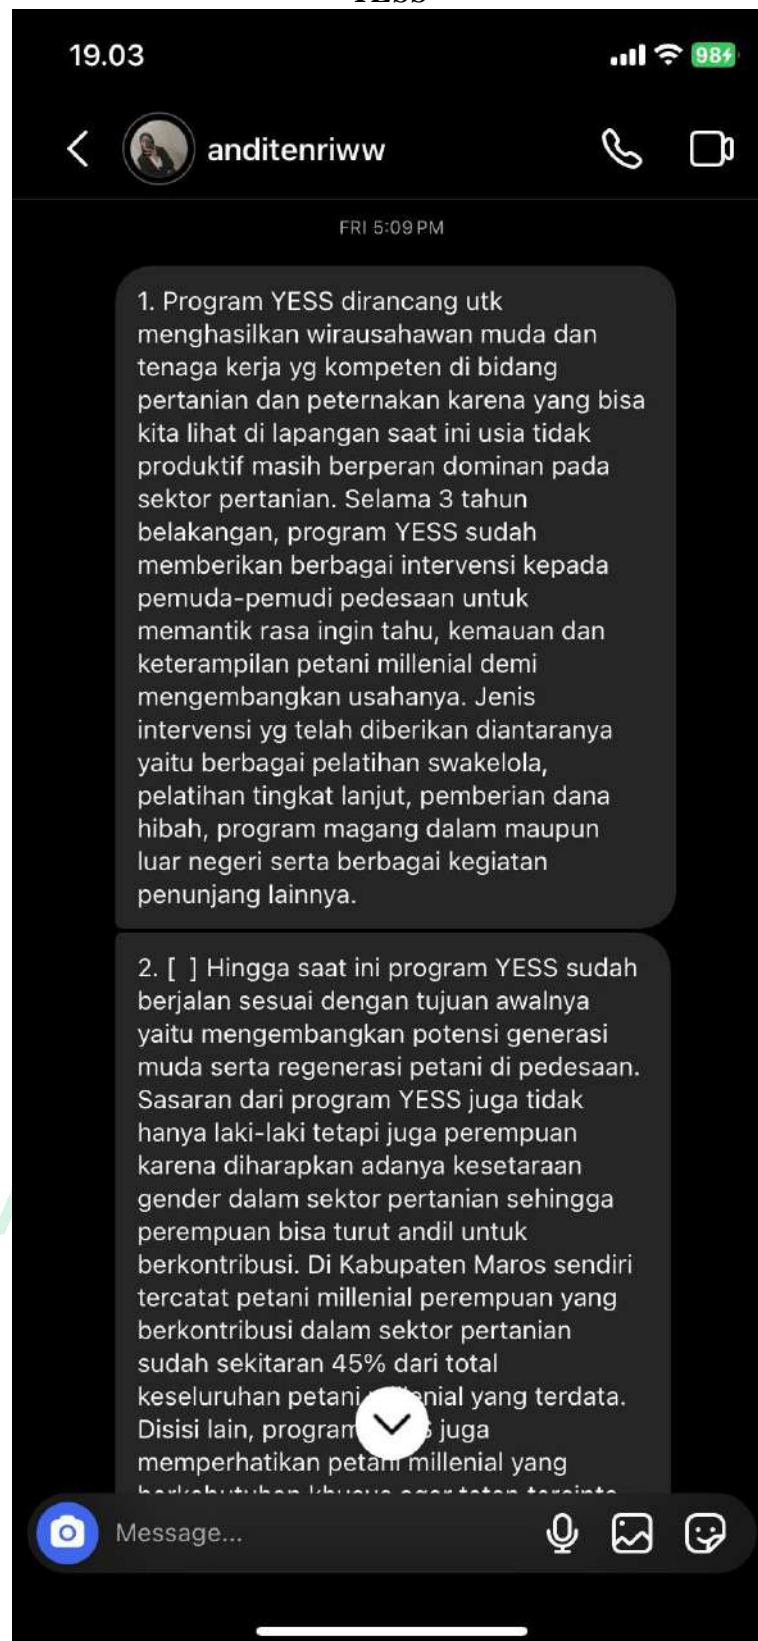 YESS
19.03
98
anditenriww
FRI 5:09 PM
1. Program YESS dirancang utk
menghasilkan wirausahawan muda dan
tenaga kerja yg kompeten di bidang
pertanian dan peternakan karena yang bisa
kita lihat di lapangan saat ini usia tidak
produktif masih berperan dominan pada
sektor pertanian. Selama 3 tahun
belakangan, program YESS sudah
memberikan berbagai intervensi kepada
pemuda-pemudi pedesaan untuk
memantik rasa ingin tahu, kemauan dan
keterampilan petani millenial demi
mengembangkan usahanya. Jenis
intervensi yg telah diberikan diantaranya
yaitu berbagai pelatihan swakelola,
pelatihan tingkat lanjut, pemberian dana
hibah, program magang dalam maupun
luar negeri serta berbagai kegiatan
penunjang lainnya.
2. [ ] Hingga saat ini program YESS sudah
berjalan sesuai dengan tujuan awalnya
yaitu mengembangkan potensi generasi
muda serta regenerasi petani di pedesaan.
Sasaran dari program YESS juga tidak
hanya laki-laki tetapi juga perempuan
karena diharapkan adanya kesetaraan
gender dalam sektor pertanian sehingga
perempuan bisa turut andil untuk
berkontribusi. Di Kabupaten Maros sendiri
tercatat petani millenial perempuan yang
berkontribusi dalam sektor pertanian
sudah sekitaran 45% dari total
keseluruhan petani yang terdata.
Disisi lain, program juga
memperhatikan petani millenial yang
Message...